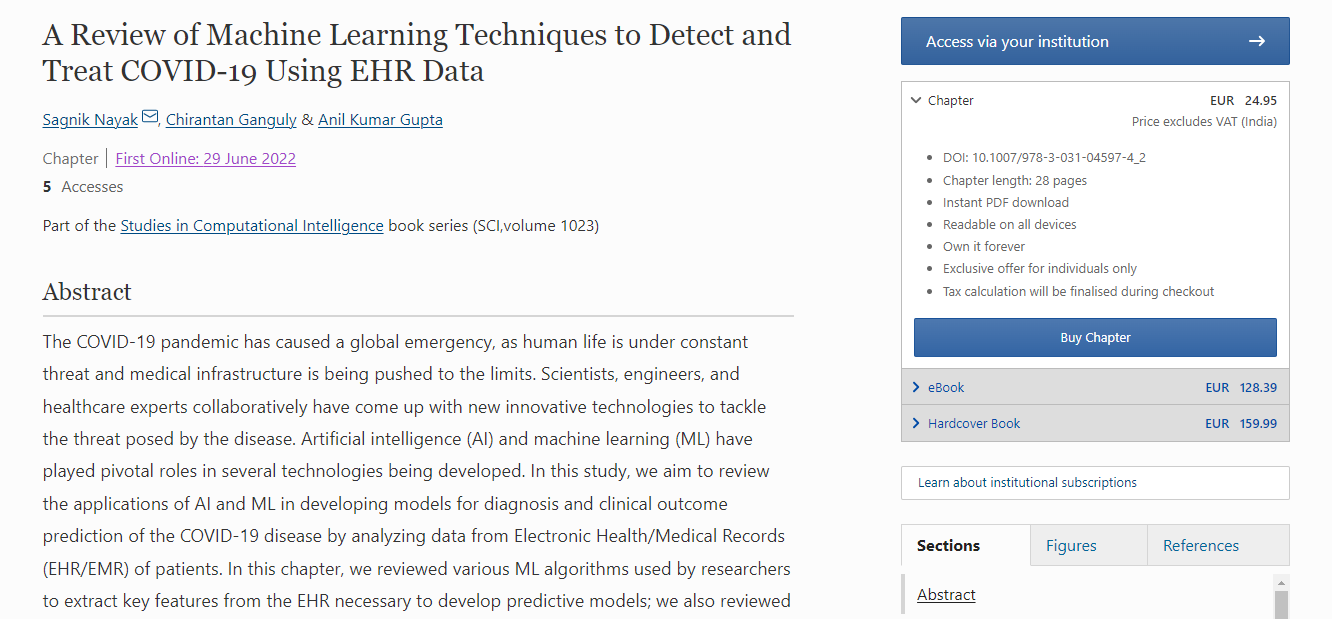 A Review of Machine Learning Techniques to Detect and
Treat COVID-19 Using EHR Data
Sagnik Nayak, Chirantan Ganguly & Anil Kumar Gupta
Chapter | First Online: 29 June 2022
5 Accesses
Part of the Studies in Computational Intelligence book series (SCI,volume 1023)
Abstract
The COVID-19 pandemic has caused a global emergency, as human life is under constant
threat and medical infrastructure is being pushed to the limits. Scientists, engineers, and
healthcare experts collaboratively have come up with new innovative technologies to tackle
the threat posed by the disease. Artificial intelligence (AI) and machine learning (ML) have
played pivotal roles in several technologies being developed. In this study, we aim to review
the applications of AI and ML in developing models for diagnosis and clinical outcome
prediction of the COVID-19 disease by analyzing data from Electronic Health/Medical Records
(EHR/EMR) of patients. In this chapter, we reviewed various ML algorithms used by researchers
to extract key features from the EHR necessary to develop predictive models; we also reviewed
Access via your institution
Chapter EUR 24.95
Price excludes VAT (India)
DOI: 10.1007/978-3-031-04597-4_2
Chapter length: 28 pages
Instant PDF download
Readable on all devices
Own it forever
Exclusive offer for individuals only
Tax calculation will be finalised during checkout
Buy Chapter
eBook EUR 128.39
Hardcover Book EUR 159.99
Learn about institutional subscriptions
Sections Figures References
Abstract